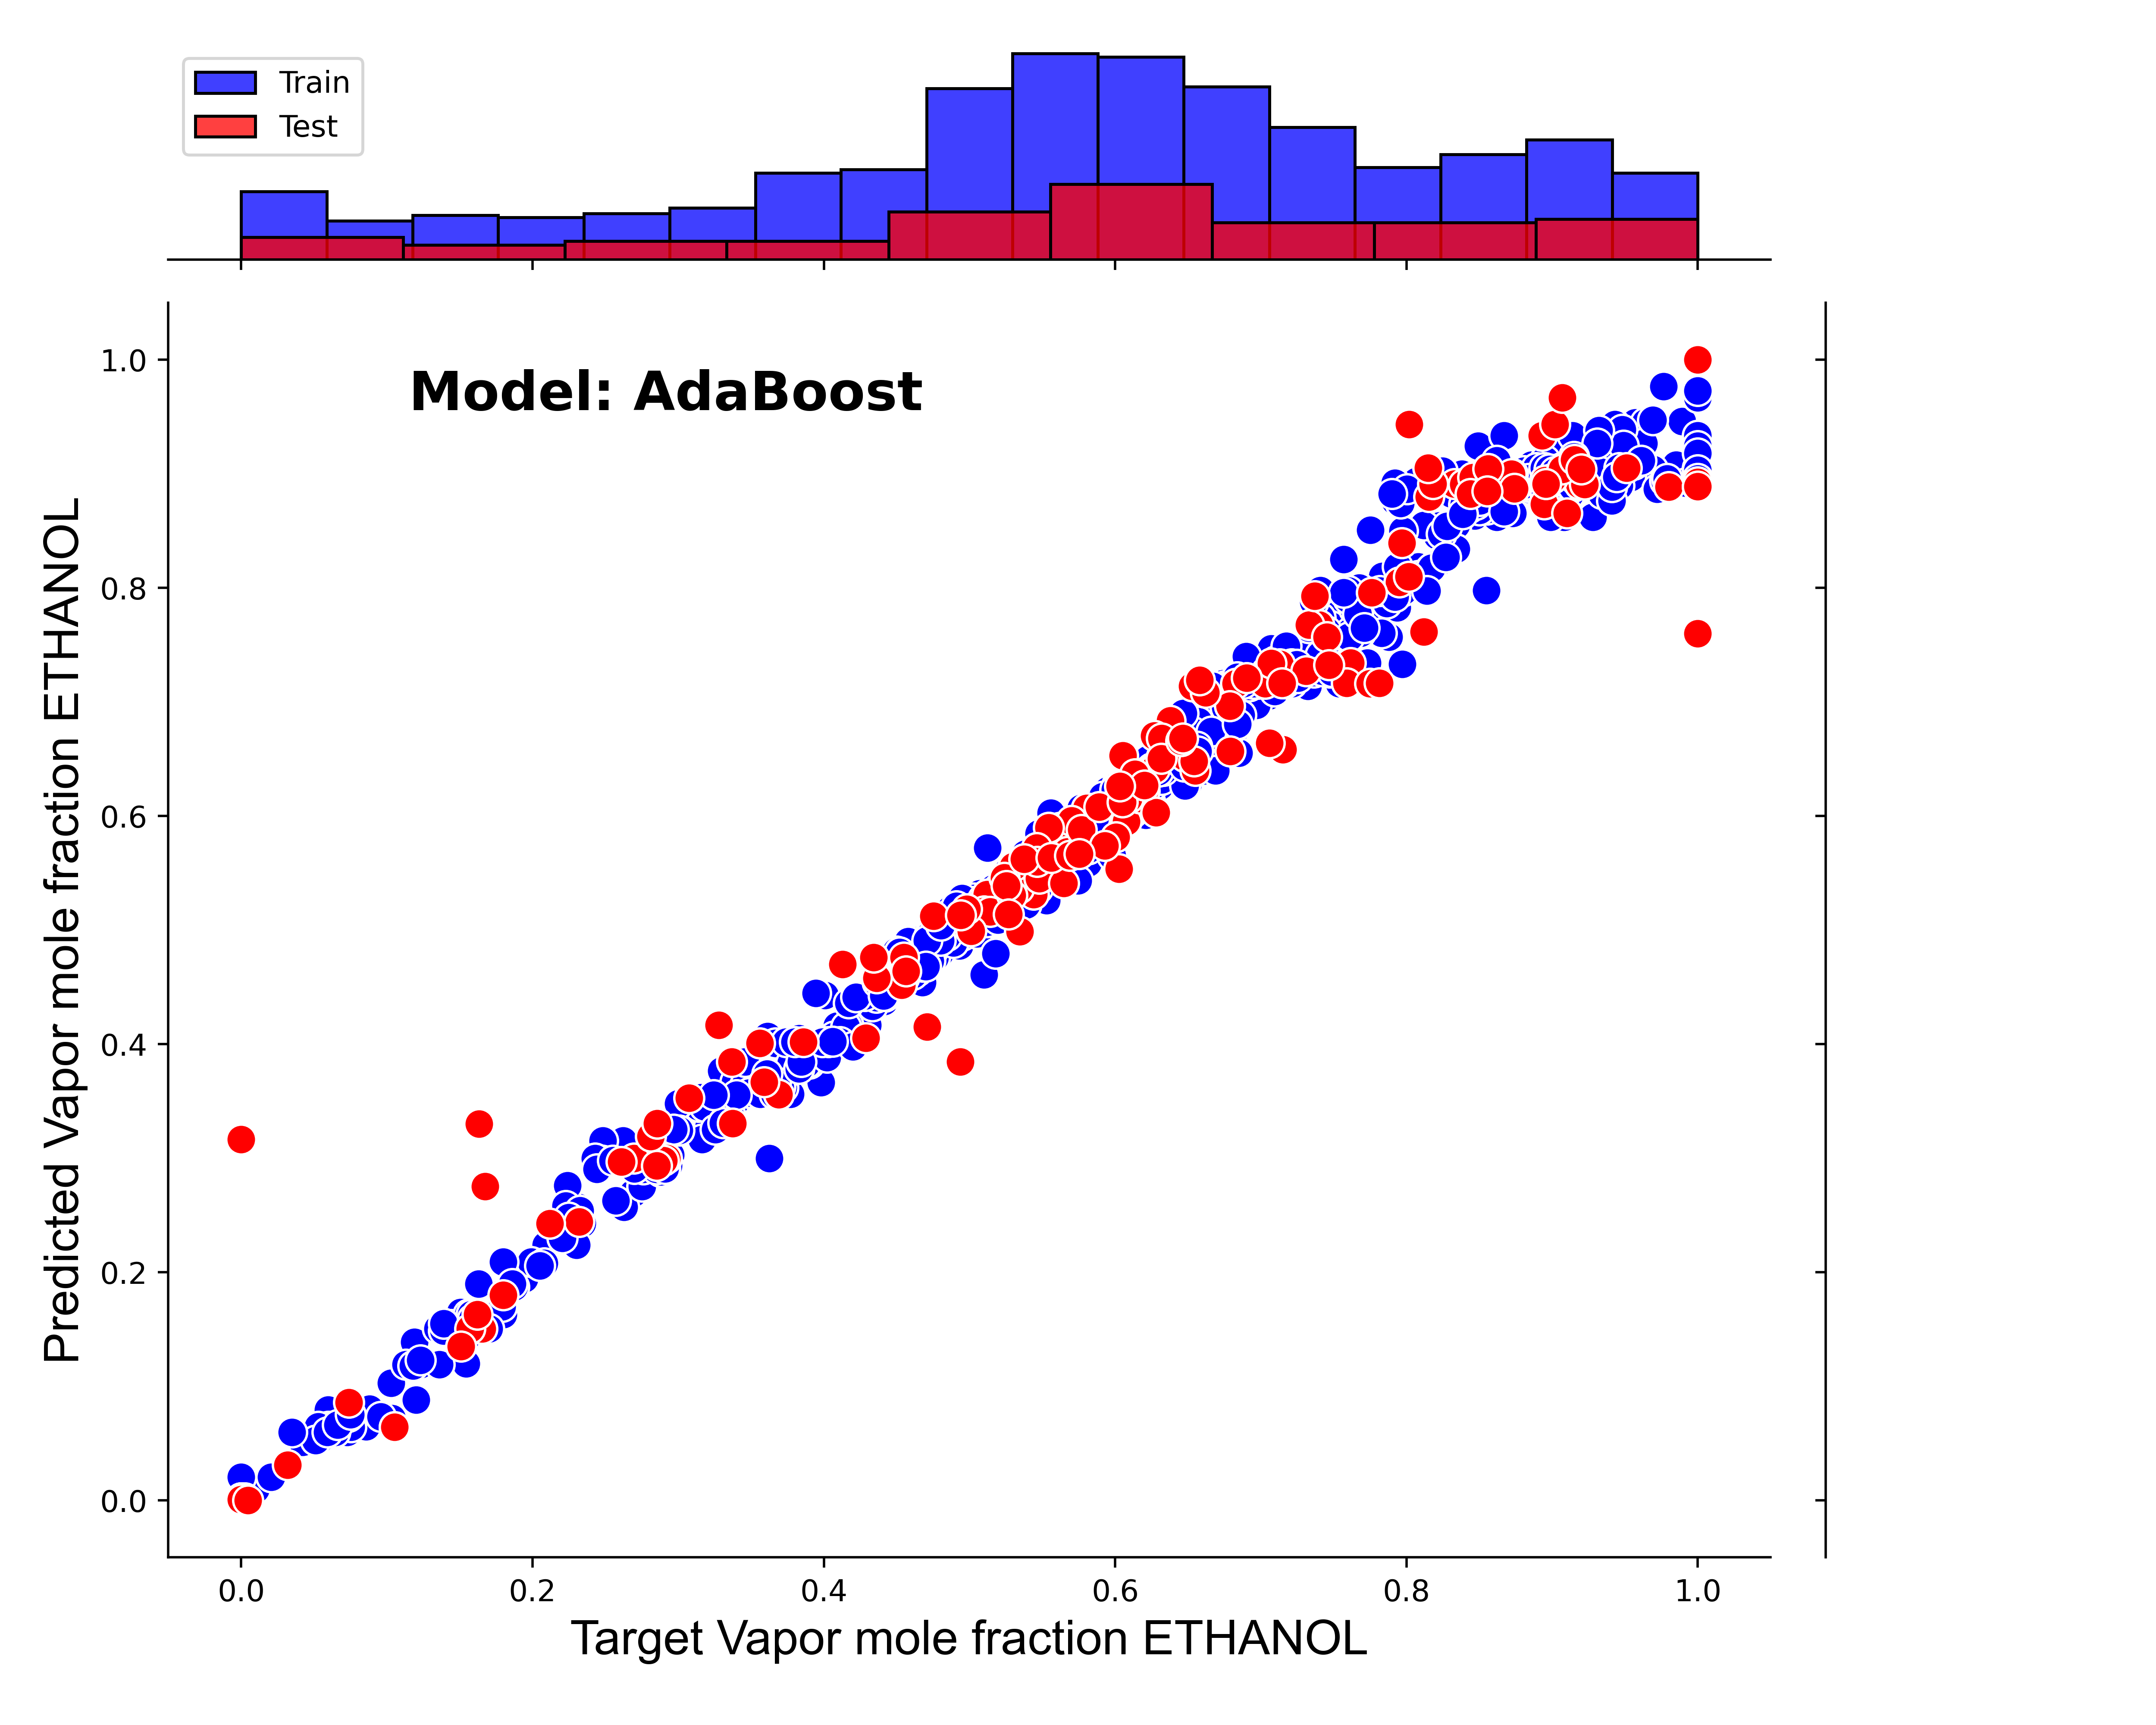 Train
Test
Model: AdaBoost
Predicted Vapor mole fraction ETHANOL
1.0
0.8
0.6
0.4
0.2
0.0
0.0 0.2 0.4 0.6 0.8 1.0
Target Vapor mole fraction ETHANOL